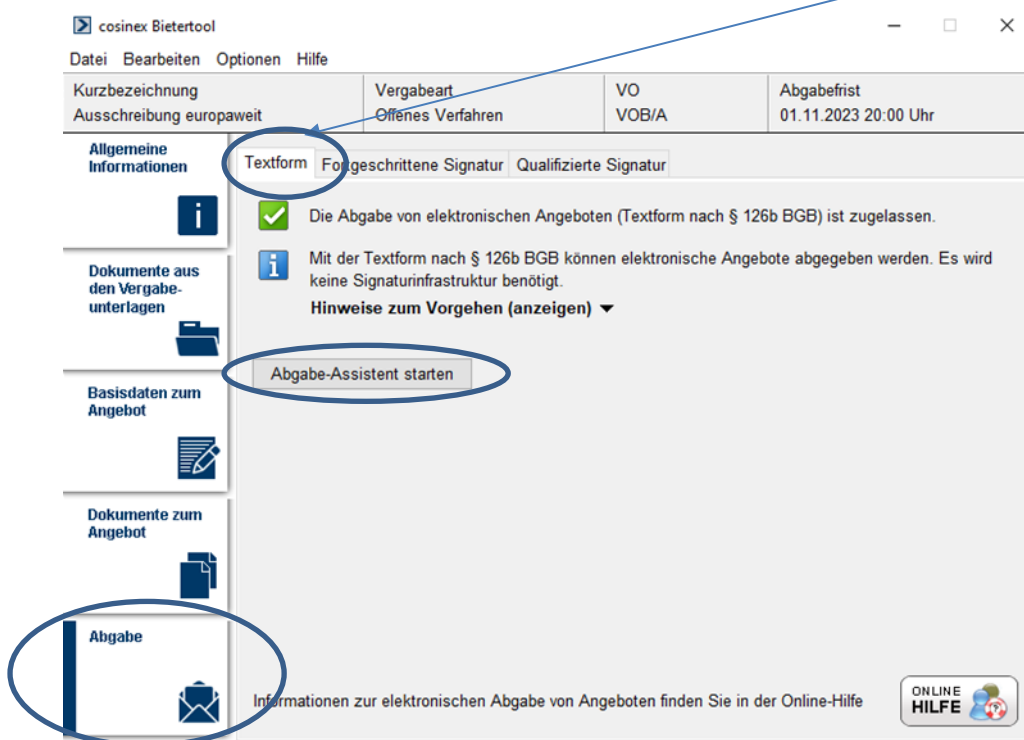 cosinex Bietertool
Datei Bearbeiten Optionen Hilfe
Kurzbezeichnung Vergabeart VO Abgabefrist
Ausschreibung europaweit Offenes Verfahren VOB/A 01.11.2023 20:00 Uhr
Allgemeine
Informationen
Textform Fortgeschrittene Signatur Qualifizierte Signatur
Die Abgabe von elektronischen Angeboten (Textform nach § 126b BGB) ist zugelassen.
Mit der Textform nach § 126b BGB können elektronische Angebote abgegeben werden. Es wird
keine Signaturinfrastruktur benötigt.
Hinweise zum Vorgehen (anzeigen)
Dokumente aus
den Vergabe-
unterlagen
Abgabe-Assistent starten
Basisdaten zum
Angebot
Dokumente zum
Angebot
Abgabe
Informationen zur elektronischen Abgabe von Angeboten finden Sie in der Online-Hilfe
ONLINE
HILFE